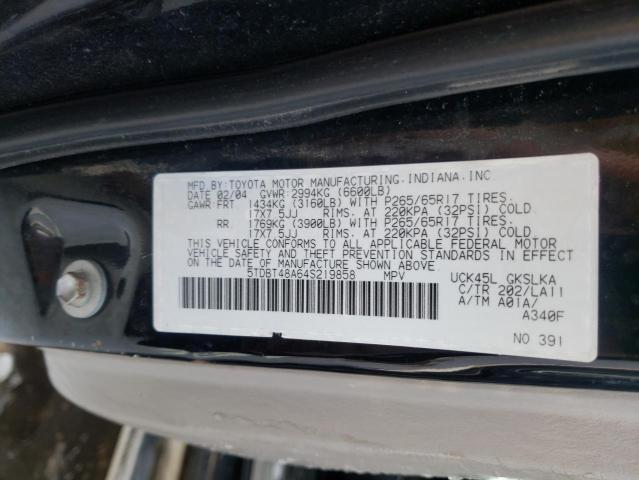 MFD.BY:TOYOTA MOTOR MANUFACTURING.INDIANA.INC.
DATE 02/04 GVWR 2994KG (6600LB)
GAWR:FRT 1434KG (3160LB) WITH P265/65R17 TIRES.
17X7.5JJ RIMS. AT 220KPA (32PSI) COLD
RR 1769KG (3900LB) WITH P265/65R17 TIRES.
17X7.5JJ RIMS. AT 220KPA (32PSI) COLD
THIS VEHICLE CONFORMS TO ALL APPLICABLE FEDERAL MOTOR
VEHICLE SAFETY AND THEFT PREVENTION STANDARDS IN EFFECT
ON THE DATE OF MANUFACTURE SHOWN ABOVE.
5TDBT48A64S219858 MPV
UCK45L GKSLKA
C/TR 202/LA11
A/TM A01A/
A340F
NO 391